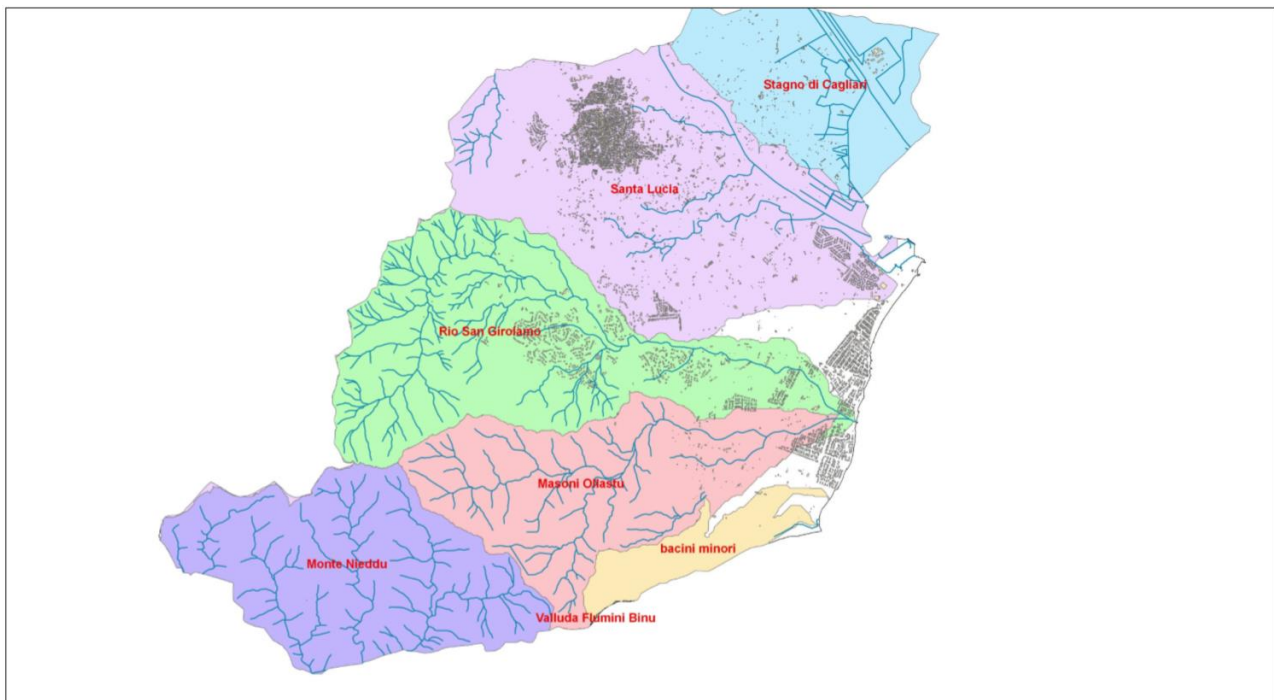 Stagno di Cagliari
Santa Lucia
Rio San Girolamo
Masoni Ollastu
bacini minori
Monte Nieddu
Valluda Flumini Binu